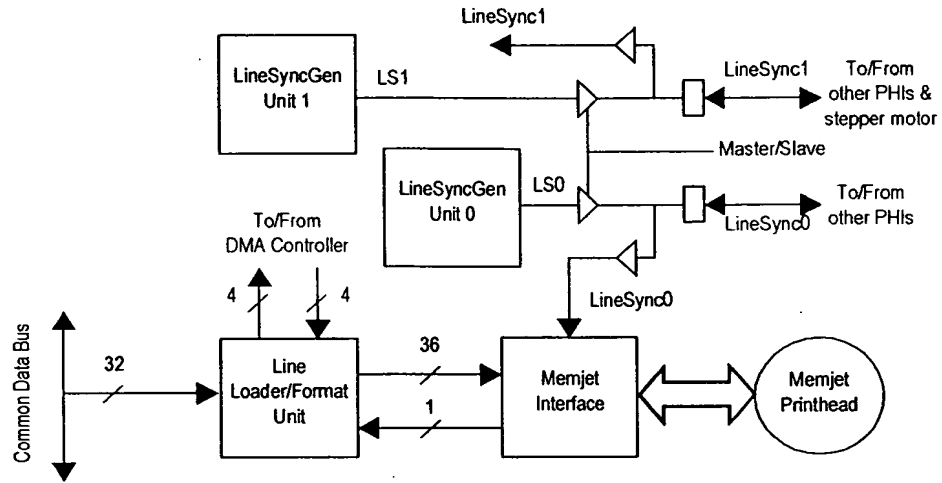 LineSync1
LineSyncGen
Unit 1
LS1
LineSync1
To/From
other PHIs &
stepper motor
Master/Slave
LineSyncGen
Unit 0
LS0
LineSync0
To/From
other PHIs
To/From
DMA Controller
4
4
LineSync0
Common Data Bus
32
Line
Loader/Format
Unit
36
1
Memjet
Interface
Memjet
Printhead